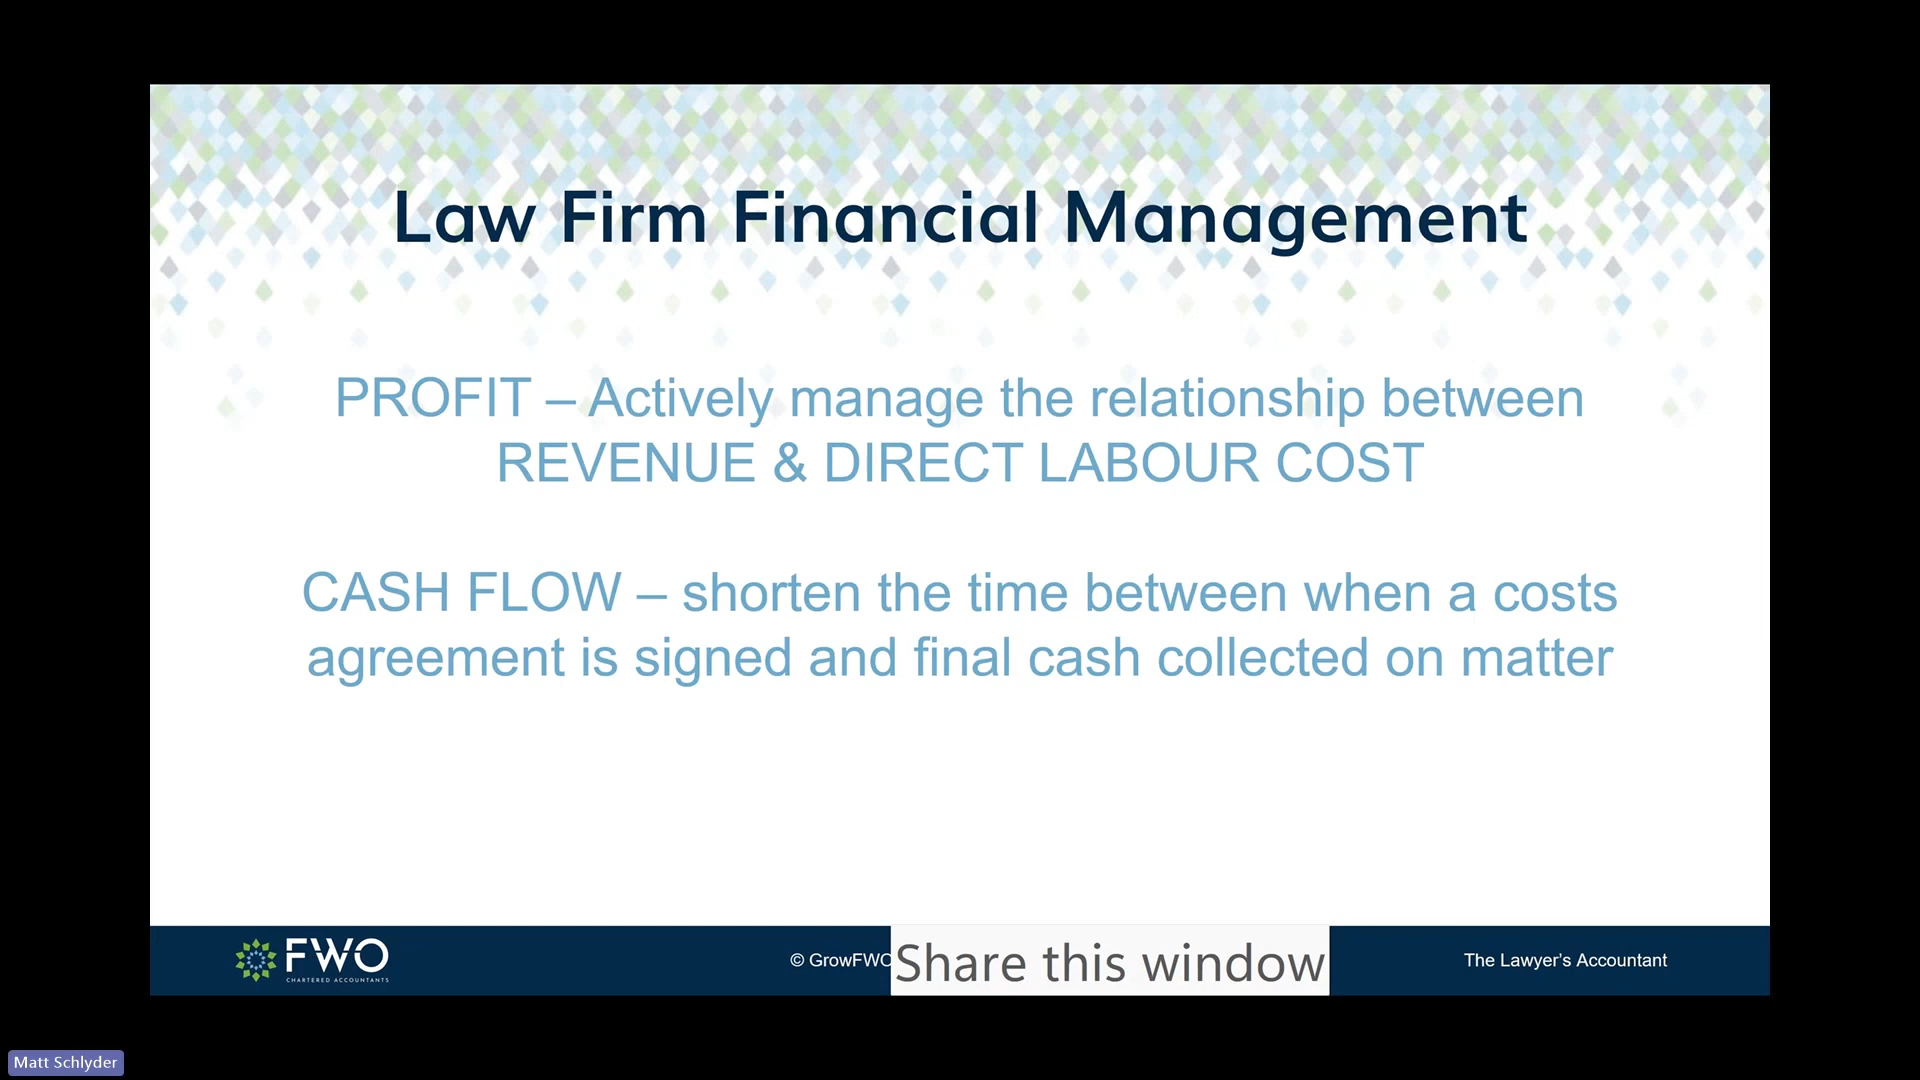 Law Firm Financial Management
PROFIT – Actively manage the relationship between
REVENUE & DIRECT LABOUR COST
CASH FLOW – shorten the time between when a costs
agreement is signed and final cash collected on matter
FWO
CHARTERED ACCOUNTANTS
© GrowFWO
Share this window
The Lawyer's Accountant
Matt Schlyder